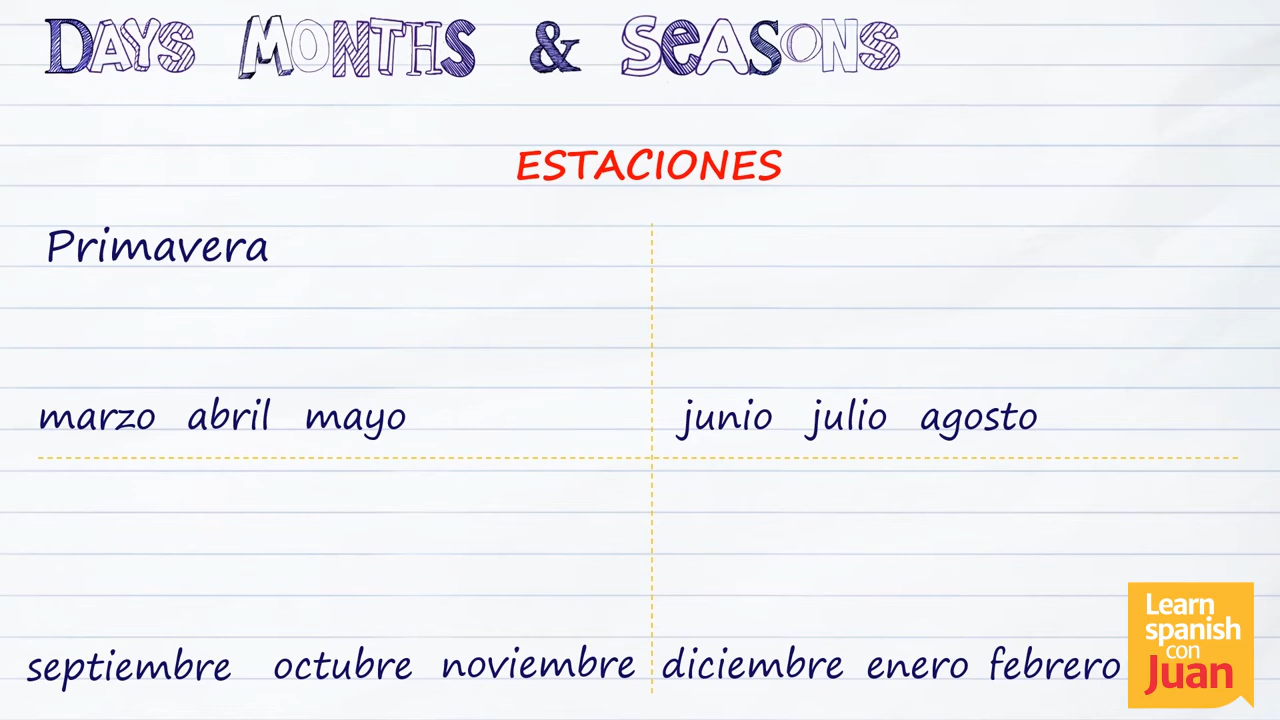 DAYS MONTHS & SEASONS
ESTACIONES
Primavera
marzo abril mayo
junio julio agosto
septiembre octubre noviembre
diciembre enero febrero
Learn
spanish
con
Juan